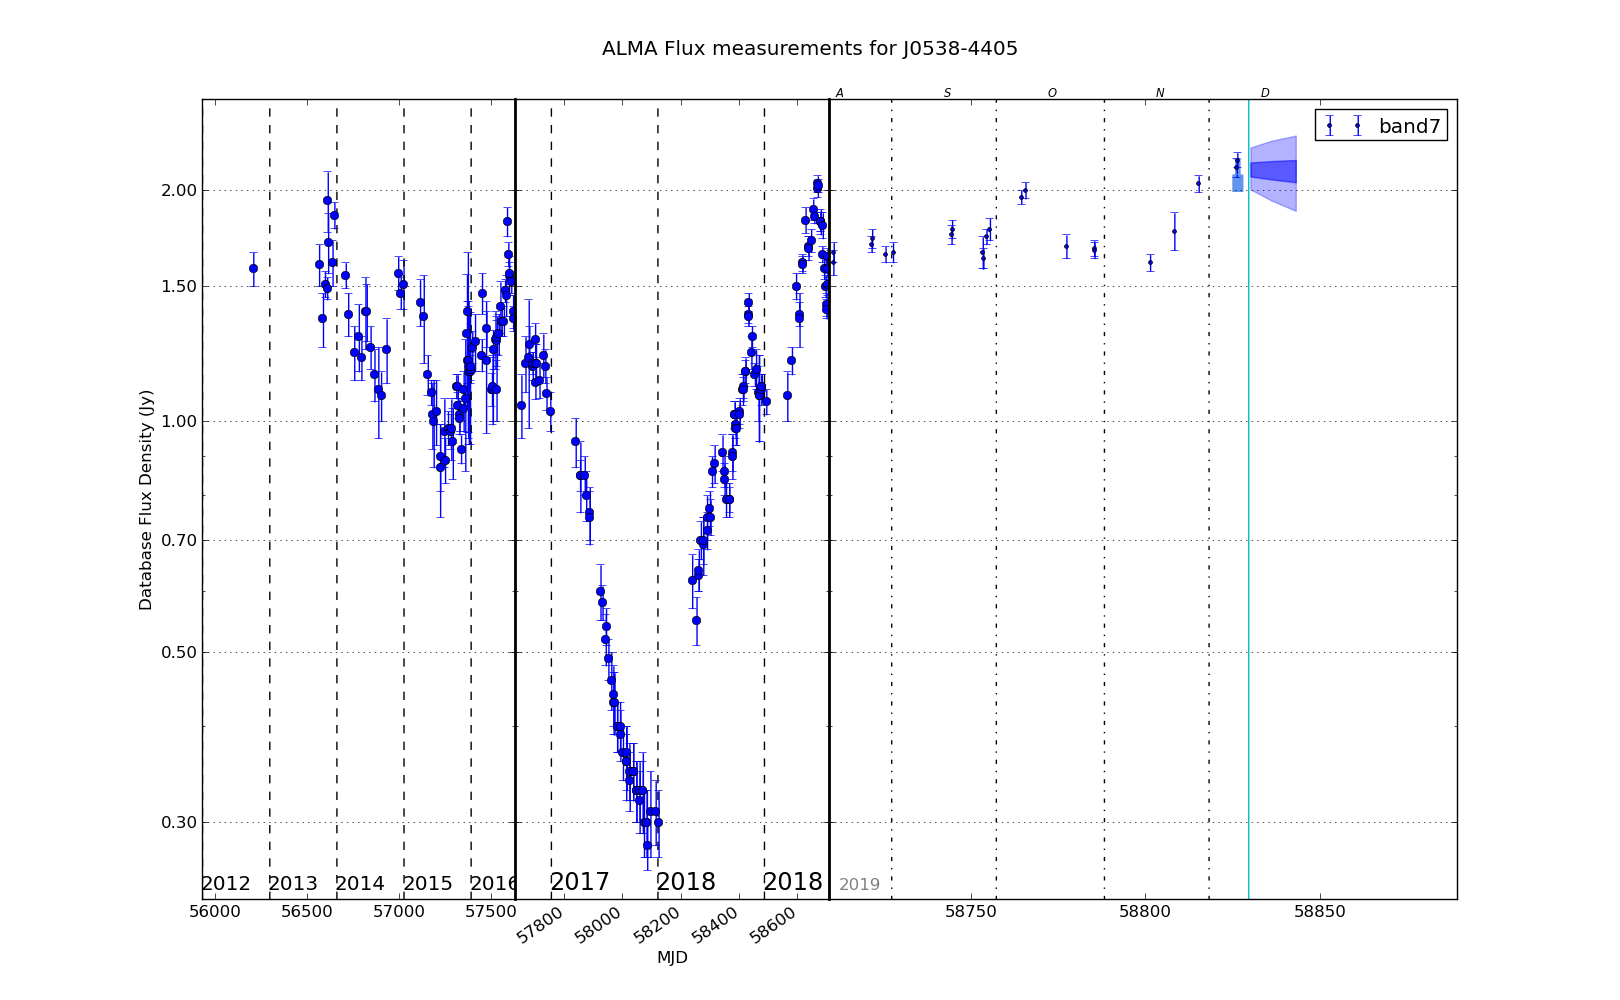 ALMA Flux measurements for J0538-4405
A S O N D
band7
2.00
1.50
1.00
0.70
0.50
0.30
Database Flux Density (Jy)
2012 2013 2014 2015 2016 2017 2018 2018 2019
56000 56500 57000 57500 57800 58000 58200 58400 58600 58750 58800 58850
MJD